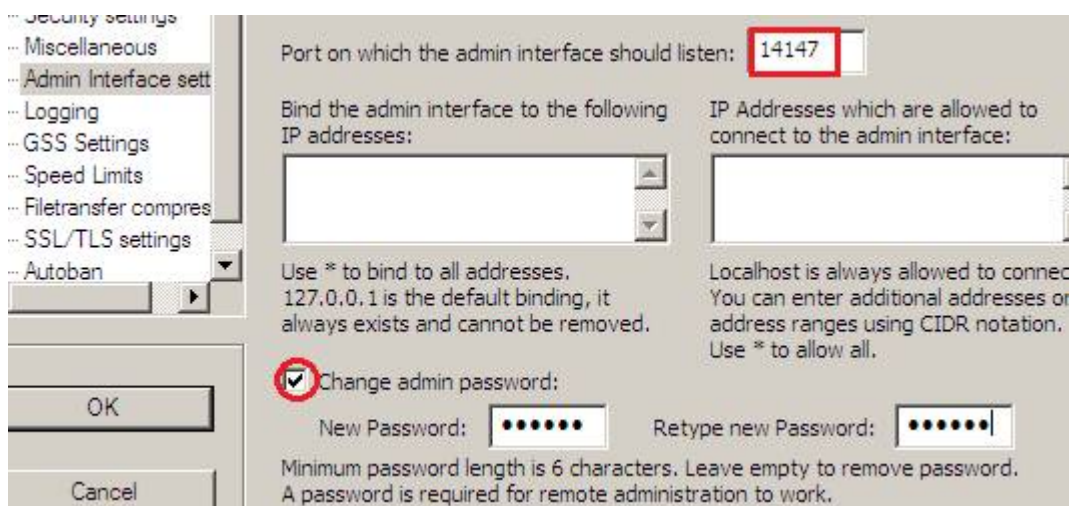 Security settings
Miscellaneous
Admin Interface sett
Logging
GSS Settings
Speed Limits
Filetransfer compres
SSL/TLS settings
Autoban
OK
Cancel
Port on which the admin interface should listen: 14147
Bind the admin interface to the following
IP addresses:
Use * to bind to all addresses.
127.0.0.1 is the default binding, it
always exists and cannot be removed.
IP Addresses which are allowed to
connect to the admin interface:
Localhost is always allowed to connec
You can enter additional addresses or
address ranges using CIDR notation.
Use * to allow all.
Change admin password:
New Password: ●●●●●● Retype new Password: ●●●●●●
Minimum password length is 6 characters. Leave empty to remove password.
A password is required for remote administration to work.